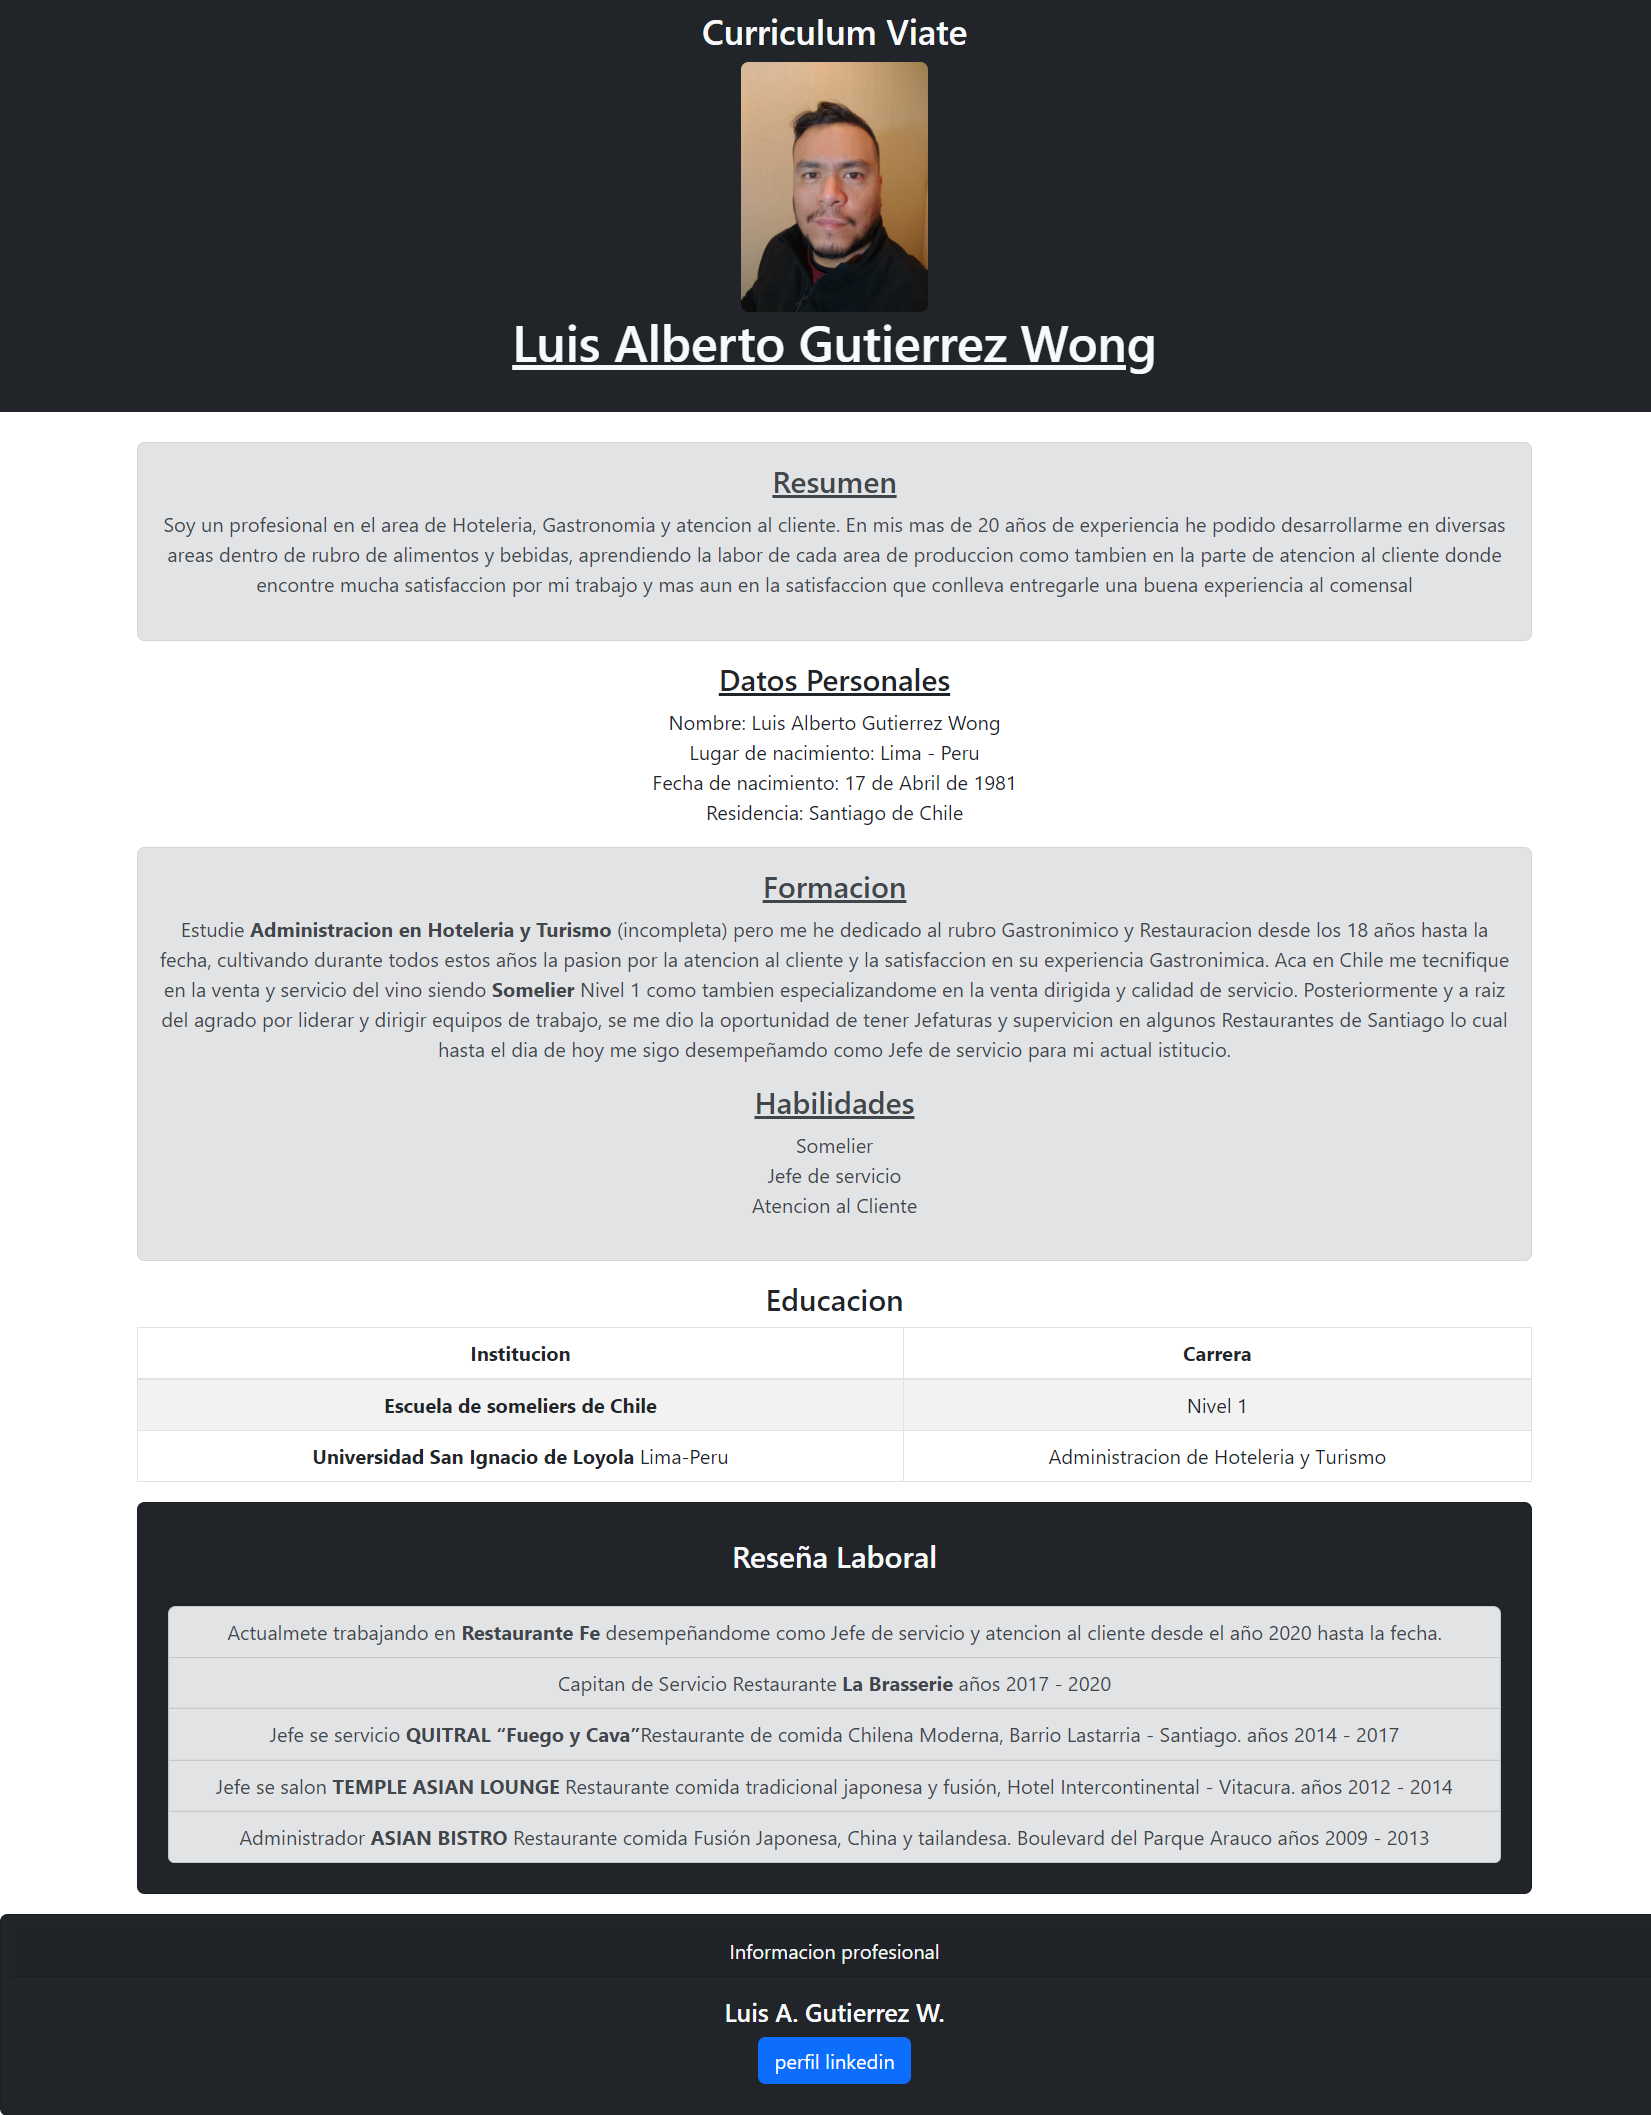 Curriculum Viate
Luis Alberto Gutierrez Wong
Resumen
Soy un profesional en el area de Hoteleria, Gastronomia y atencion al cliente. En mis mas de 20 años de experiencia he podido desarrollarme en diversas
areas dentro de rubro de alimentos y bebidas, aprendiendo la labor de cada area de produccion como tambien en la parte de atencion al cliente donde
encontre mucha satisfaccion por mi trabajo y mas aun en la satisfaccion que conlleva entregarle una buena experiencia al comensal
Datos Personales
Nombre: Luis Alberto Gutierrez Wong
Lugar de nacimiento: Lima - Peru
Fecha de nacimiento: 17 de Abril de 1981
Residencia: Santiago de Chile
Formacion
Estudie Administracion en Hoteleria y Turismo (incompleta) pero me he dedicado al rubro Gastronimico y Restauracion desde los 18 años hasta la
fecha, cultivando durante todos estos años la pasion por la atencion al cliente y la satisfaccion en su experiencia Gastronimica. Aca en Chile me tecnifique
en la venta y servicio del vino siendo Somelier Nivel 1 como tambien especializandome en la venta dirigida y calidad de servicio. Posteriormente y a raiz
del agrado por liderar y dirigir equipos de trabajo, se me dio la oportunidad de tener Jefaturas y supervicion en algunos Restaurantes de Santiago lo cual
hasta el dia de hoy me sigo desempeñamdo como Jefe de servicio para mi actual istitucio.
Habilidades
Somelier
Jefe de servicio
Atencion al Cliente
Educacion
Institucion Carrera
Escuela de someliers de Chile Nivel 1
Universidad San Ignacio de Loyola Lima-Peru Administracion de Hoteleria y Turismo
Reseña Laboral
Actualmete trabajando en Restaurante Fe desempeñandome como Jefe de servicio y atencion al cliente desde el año 2020 hasta la fecha.
Capitan de Servicio Restaurante La Brasserie años 2017 - 2020
Jefe se servicio QUITRAL “Fuego y Cava”Restaurante de comida Chilena Moderna, Barrio Lastarria - Santiago. años 2014 - 2017
Jefe se salon TEMPLE ASIAN LOUNGE Restaurante comida tradicional japonesa y fusión, Hotel Intercontinental - Vitacura. años 2012 - 2014
Administrador ASIAN BISTRO Restaurante comida Fusión Japonesa, China y tailandesa. Boulevard del Parque Arauco años 2009 - 2013
Informacion profesional
Luis A. Gutierrez W.
perfil linkedin